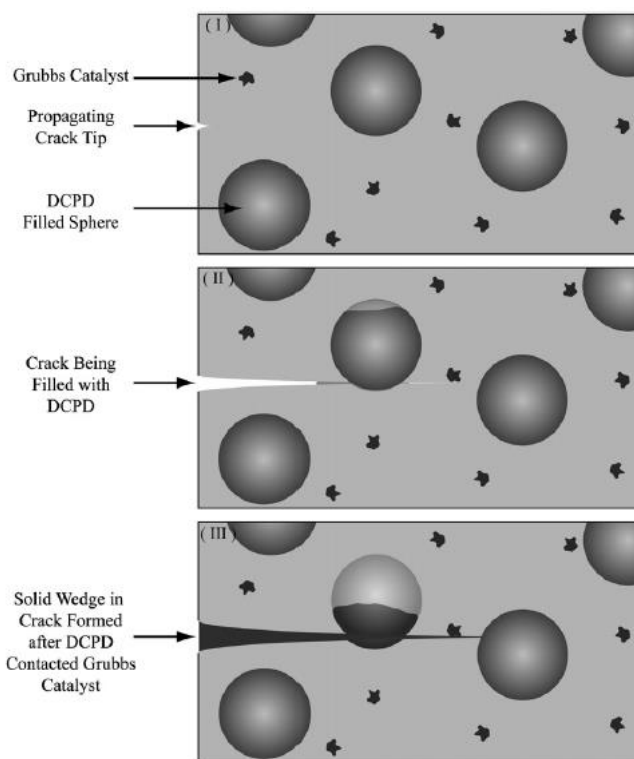 ( I )
Grubbs Catalyst
Propagating
Crack Tip
DCPD
Filled Sphere
( II )
Crack Being
Filled with
DCPD
(III)
Solid Wedge in
Crack Formed
after DCPD
Contacted Grubbs
Catalyst